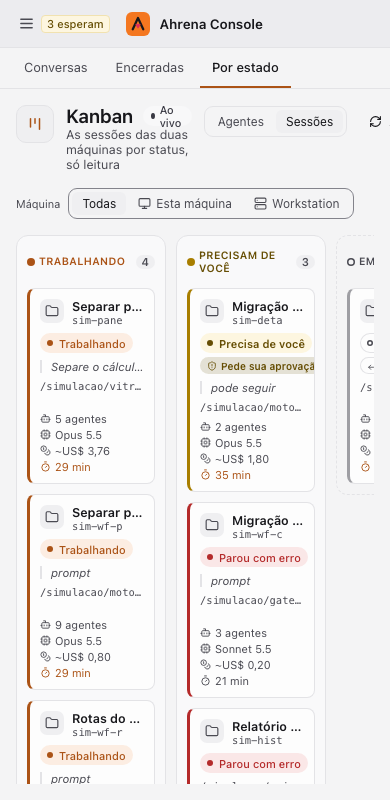 3 esperam
Ahrena Console
Conversas
Encerradas
Por estado
Kanban
Ao vivo
As sessões das duas
máquinas por status,
só leitura
Agentes
Sessões
Máquina
Todas
Esta máquina
Workstation
TRABALHANDO
4
Separar p...
sim-pane
Trabalhando
Separe o cálcul...
/simulacao/vitr…
5 agentes
Opus 5.5
~US$ 3,76
29 min
Separar p...
sim-wf-p
Trabalhando
prompt
/simulacao/moto…
9 agentes
Opus 5.5
~US$ 0,80
29 min
Rotas do ...
sim-wf-r
Trabalhando
prompt
PRECISAM DE
VOCÊ
3
Migração ...
sim-deta
Precisa de você
Pede sua aprovaçã
pode seguir
/simulacao/moto…
2 agentes
Opus 5.5
~US$ 1,80
35 min
Migração ...
sim-wf-c
Parou com erro
prompt
/simulacao/gate…
3 agentes
Sonnet 5.5
~US$ 0,20
21 min
Relatório ...
sim-hist
Parou com erro
EM
/s